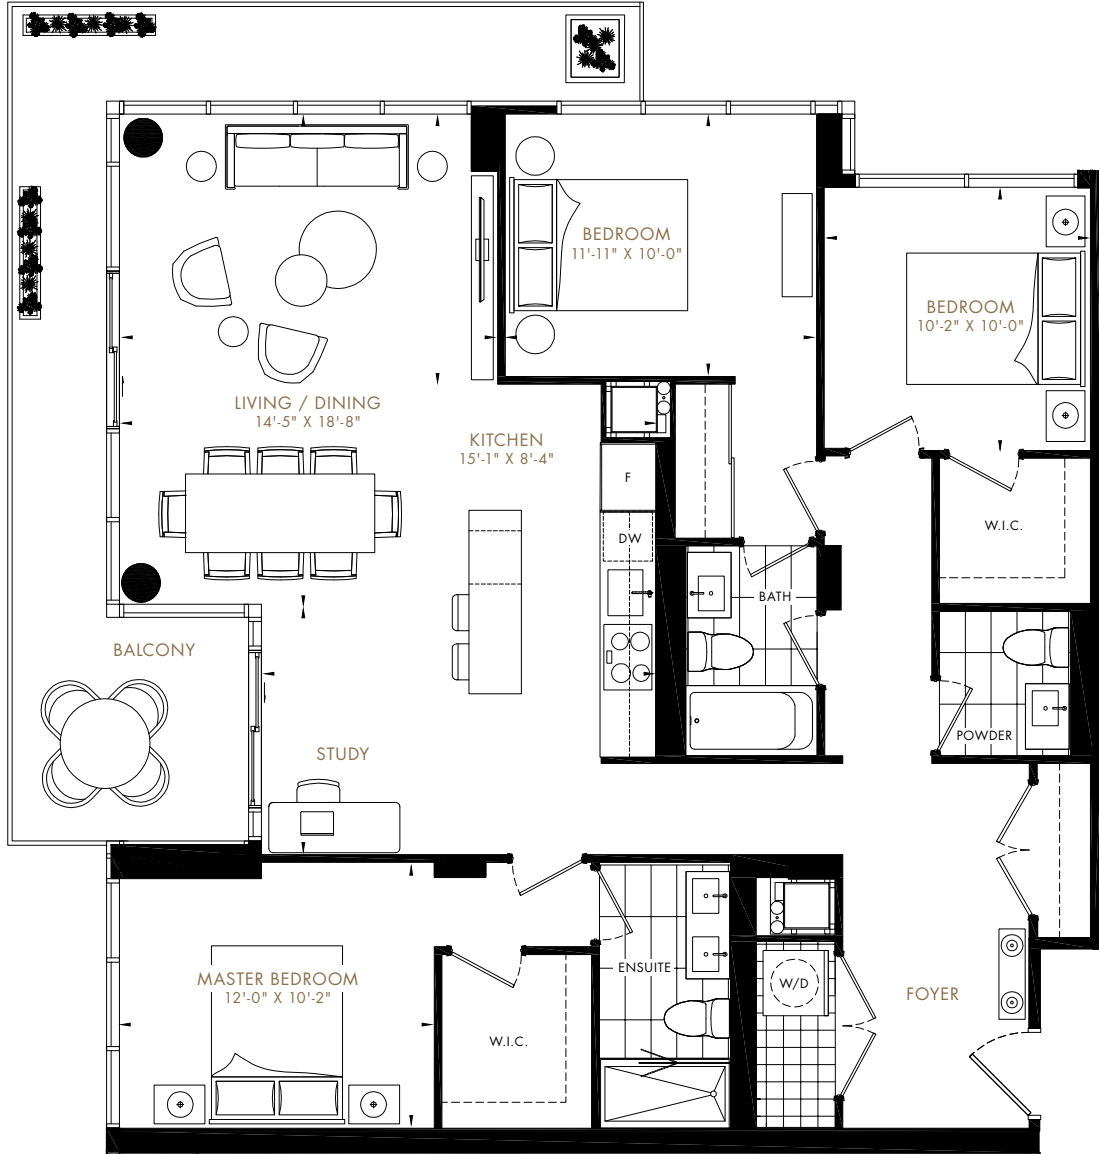 BEDROOM
11'-11" X 10'-0"
BEDROOM
10'-2" X 10'-0"
LIVING / DINING
14'-5" X 18'-8"
KITCHEN
15'-1" X 8'-4"
F
DW
W.I.C.
BATH
BALCONY
POWDER
STUDY
ENSUITE
MASTER BEDROOM
12'-0" X 10'-2"
W/D
FOYER
W.I.C.